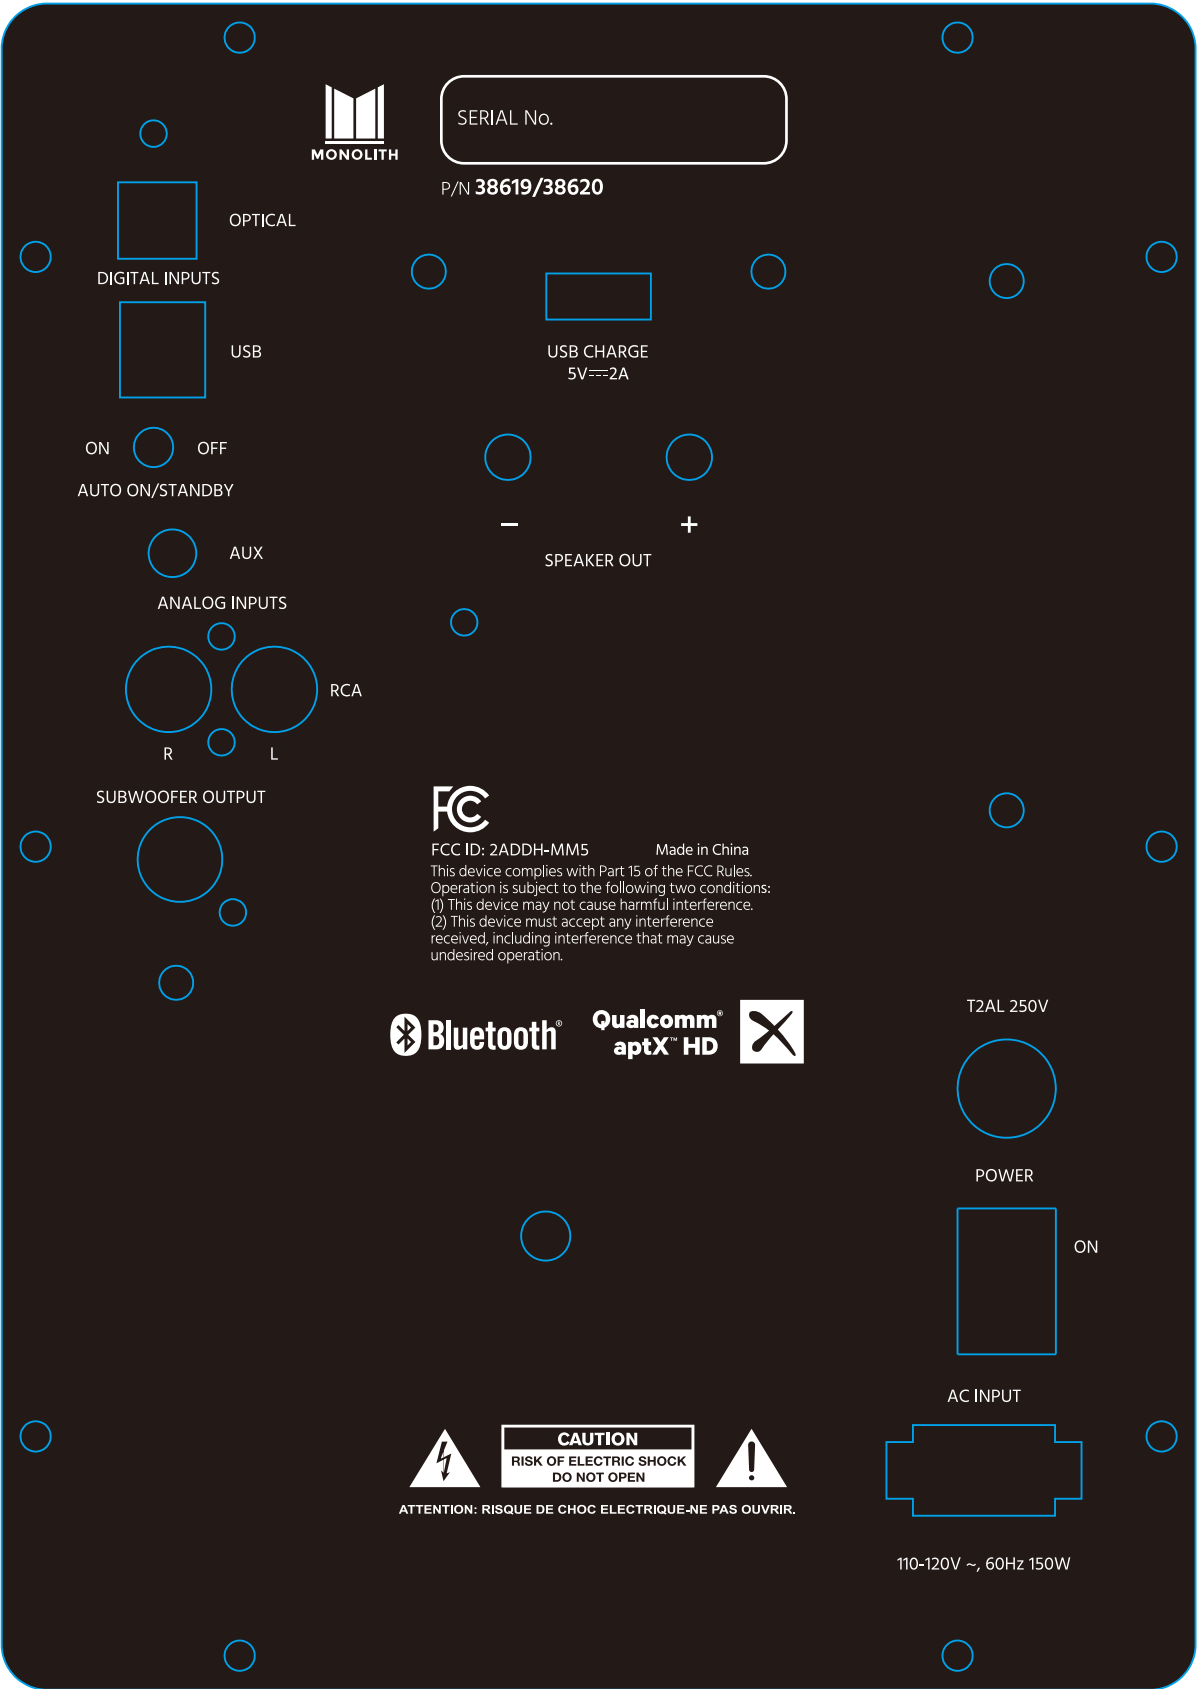 MONOLITH
SERIAL No.
P/N 38619/38620
OPTICAL
DIGITAL INPUTS
USB
USB CHARGE
5V⎓2A
ON OFF
AUTO ON/STANDBY
AUX
ANALOG INPUTS
− +
SPEAKER OUT
RCA
R L
SUBWOOFER OUTPUT
FC
FCC ID: 2ADDH-MM5 Made in China
This device complies with Part 15 of the FCC Rules.
Operation is subject to the following two conditions:
(1) This device may not cause harmful interference.
(2) This device must accept any interference
received, including interference that may cause
undesired operation.
Bluetooth®
Qualcomm®
aptX™ HD
T2AL 250V
POWER
ON
AC INPUT
CAUTION
RISK OF ELECTRIC SHOCK
DO NOT OPEN
ATTENTION: RISQUE DE CHOC ELECTRIQUE-NE PAS OUVRIR.
110-120V ~, 60Hz 150W